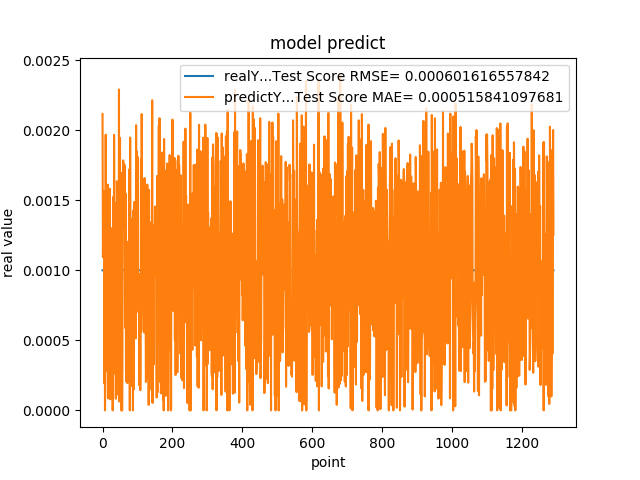 model predict
realY...Test Score RMSE= 0.000601616557842
predictY...Test Score MAE= 0.000515841097681
0.0025
0.0020
0.0015
0.0010
0.0005
0.0000
real value
0 200 400 600 800 1000 1200
point